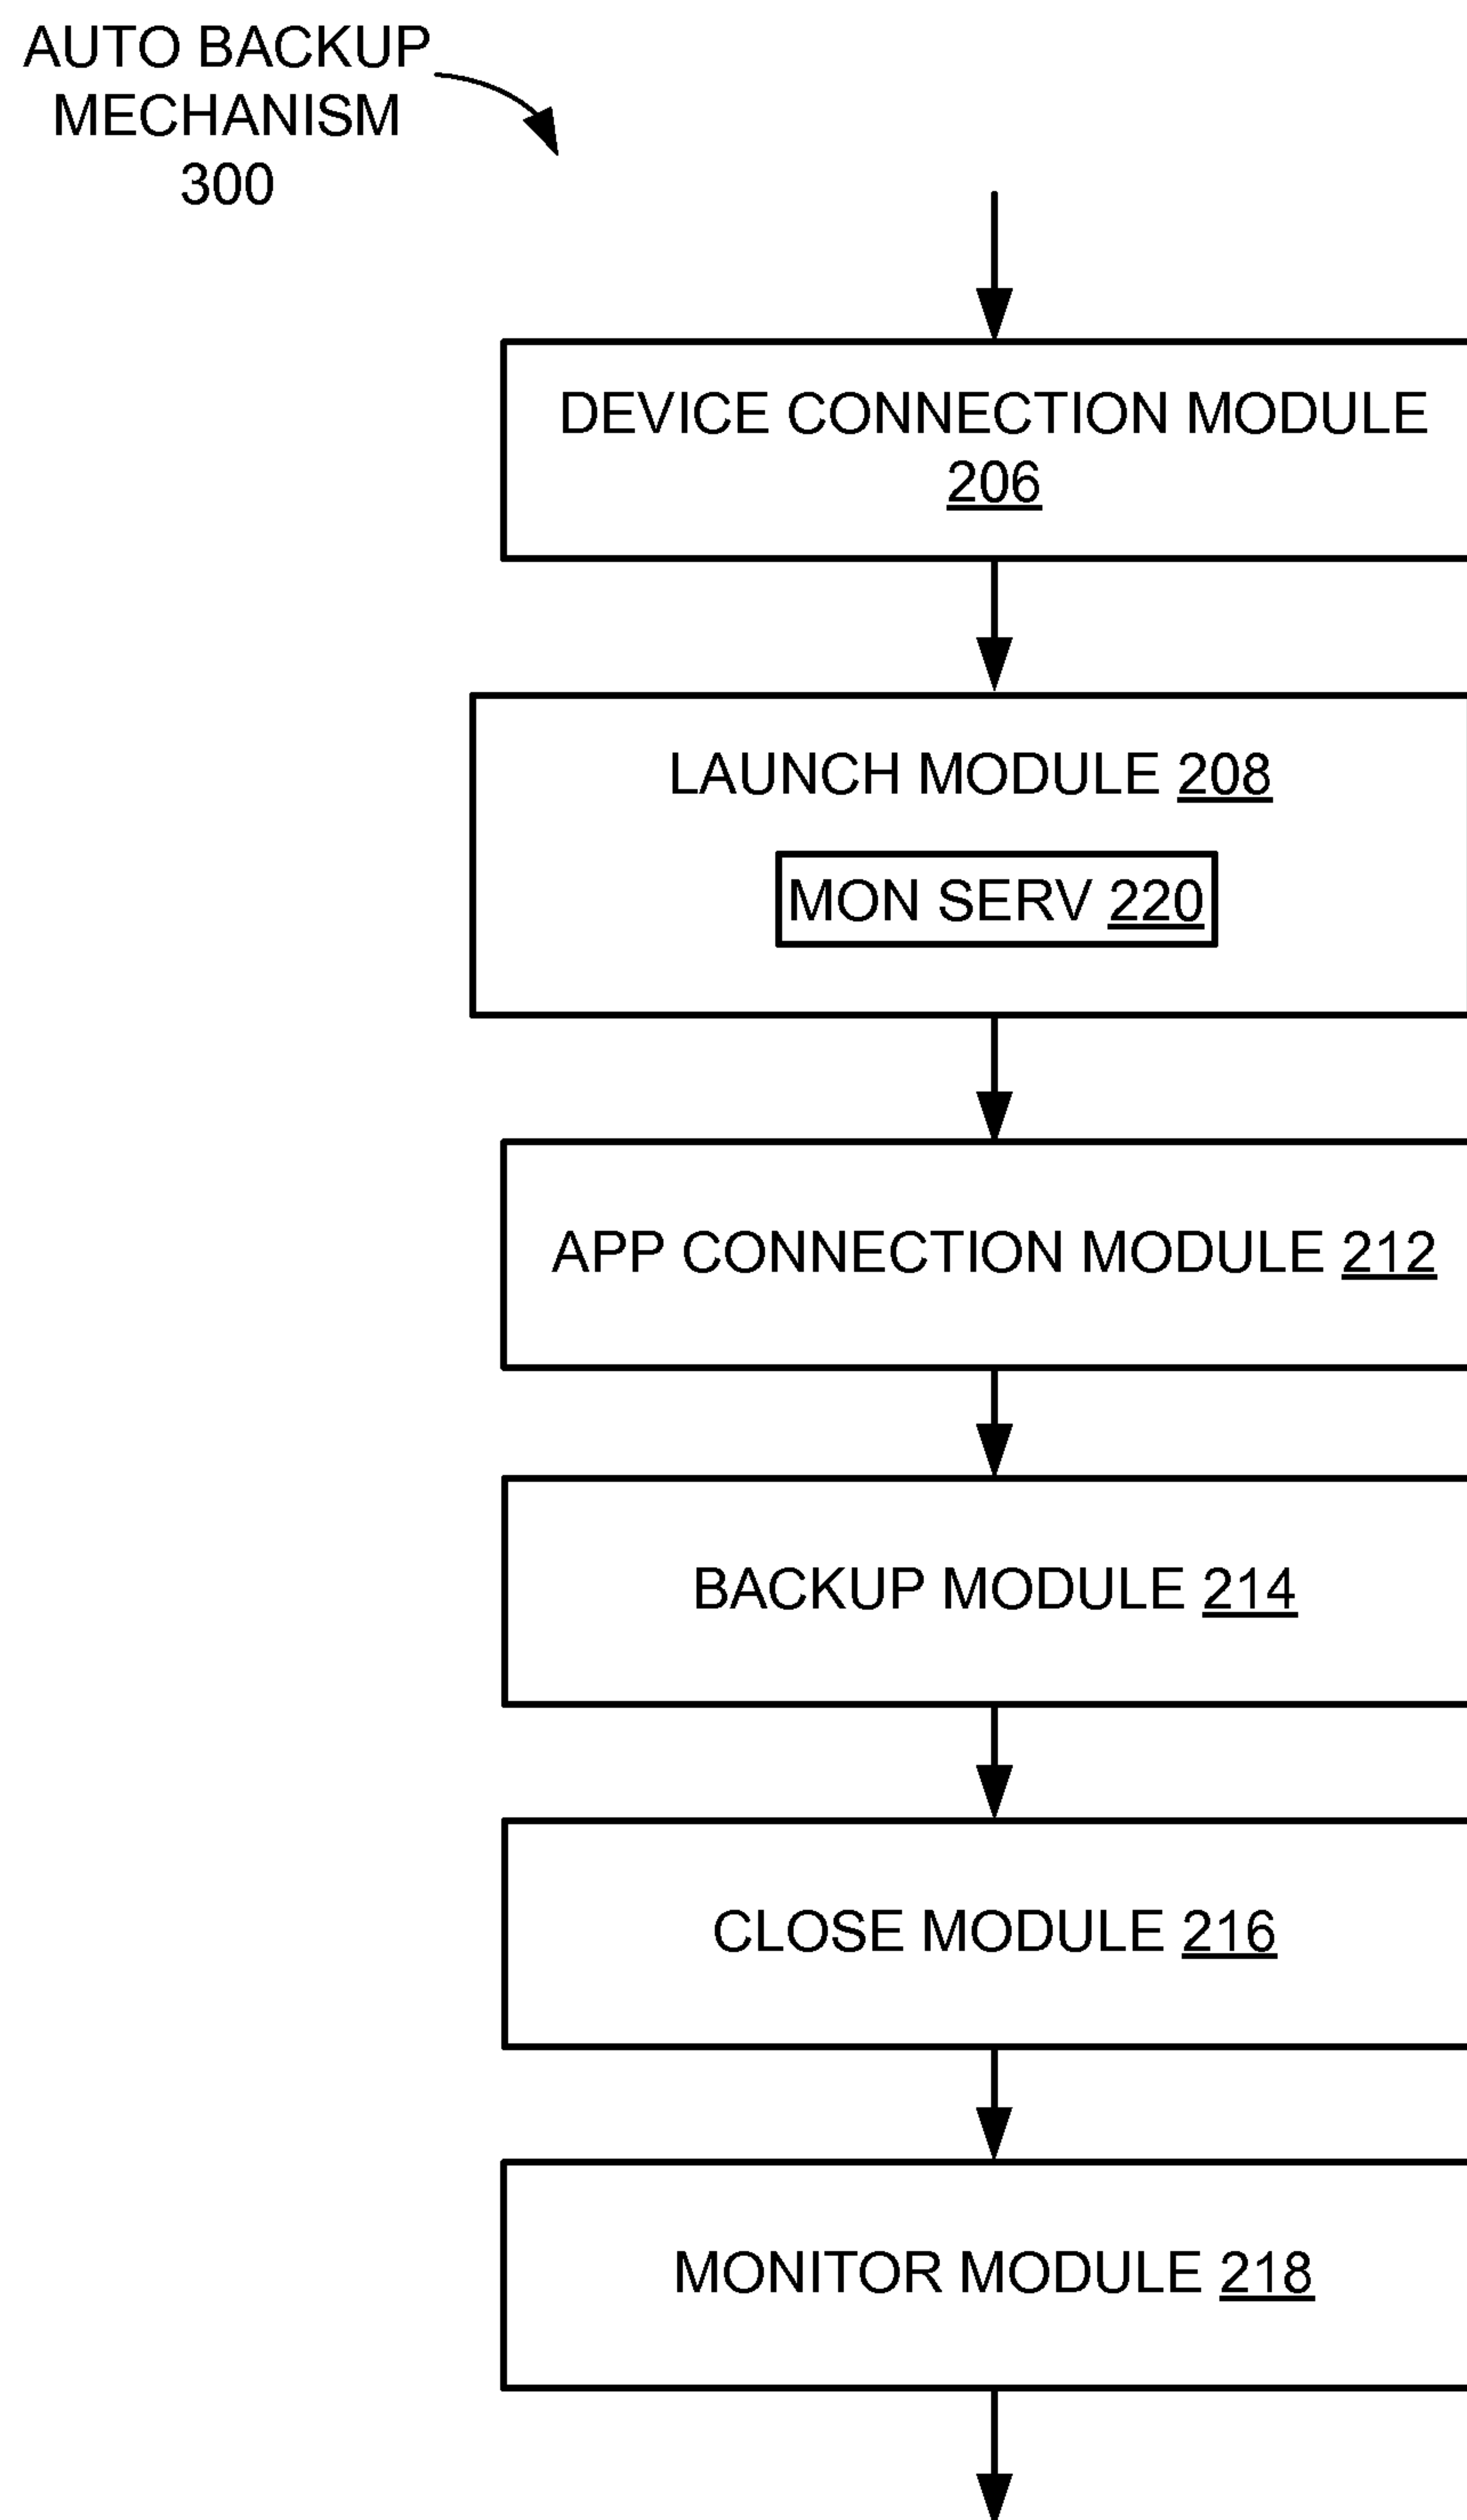 AUTO BACKUP
MECHANISM
300
DEVICE CONNECTION MODULE
206
LAUNCH MODULE 208
MON SERV 220
APP CONNECTION MODULE 212
BACKUP MODULE 214
CLOSE MODULE 216
MONITOR MODULE 218